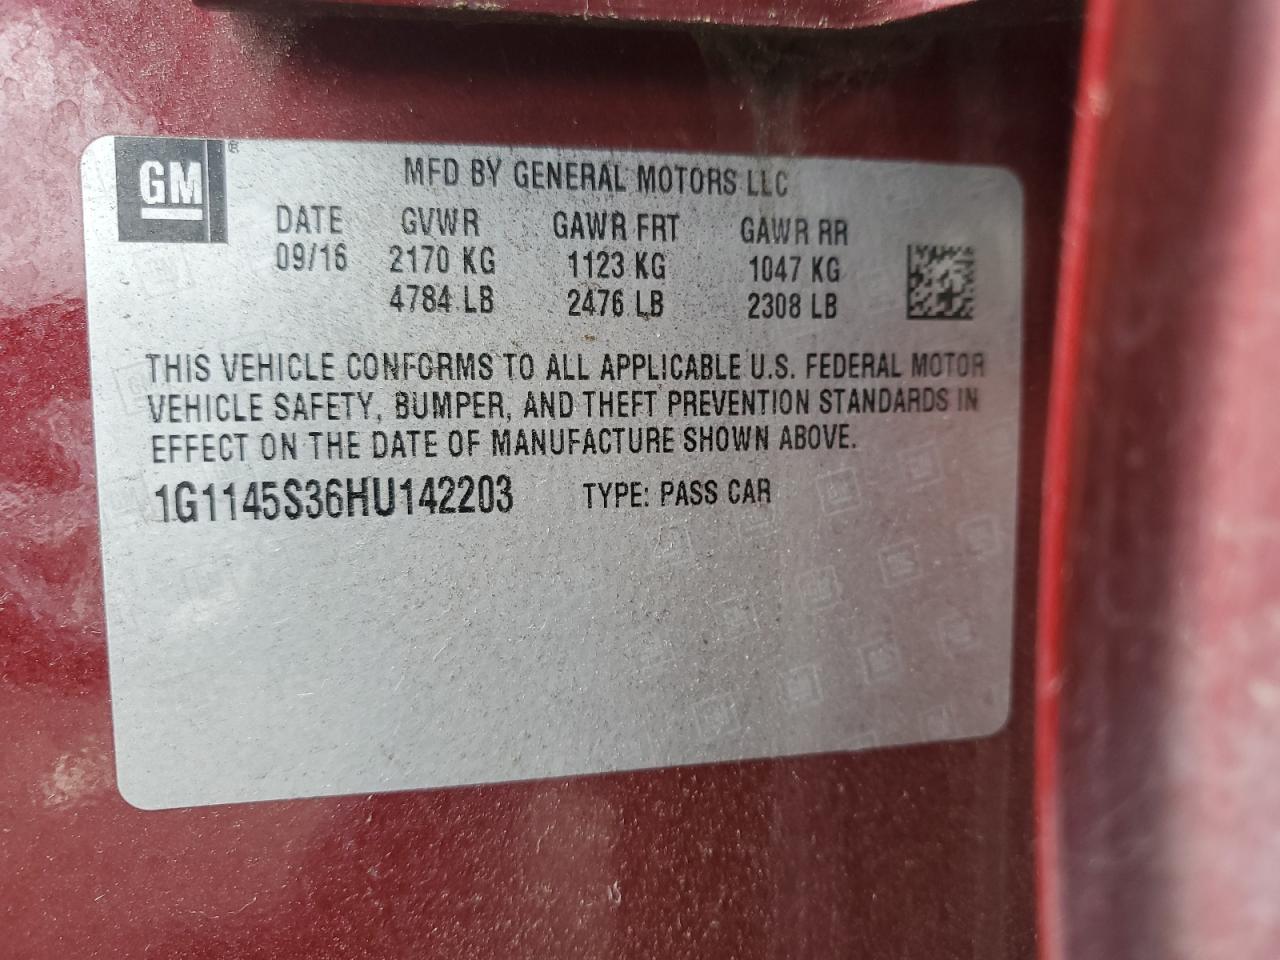 GM ®
MFD BY GENERAL MOTORS LLC
DATE GVWR GAWR FRT GAWR RR
09/16 2170 KG 1123 KG 1047 KG
4784 LB 2476 LB 2308 LB
THIS VEHICLE CONFORMS TO ALL APPLICABLE U.S. FEDERAL MOTOR
VEHICLE SAFETY, BUMPER, AND THEFT PREVENTION STANDARDS IN
EFFECT ON THE DATE OF MANUFACTURE SHOWN ABOVE.
1G1145S36HU142203 TYPE: PASS CAR